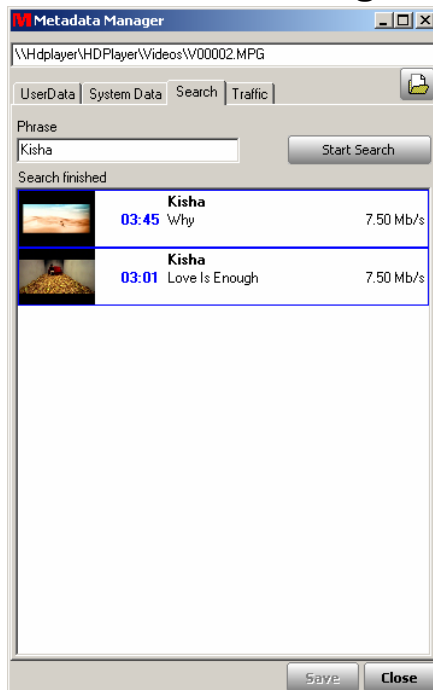 Metadata Manager
\\Hdplayer\HDPlayer\Videos\V00002.MPG
UserData System Data Search Traffic
Phrase
Kisha Start Search
Search finished
Kisha
03:45 Why 7.50 Mb/s
Kisha
03:01 Love Is Enough 7.50 Mb/s
Save Close